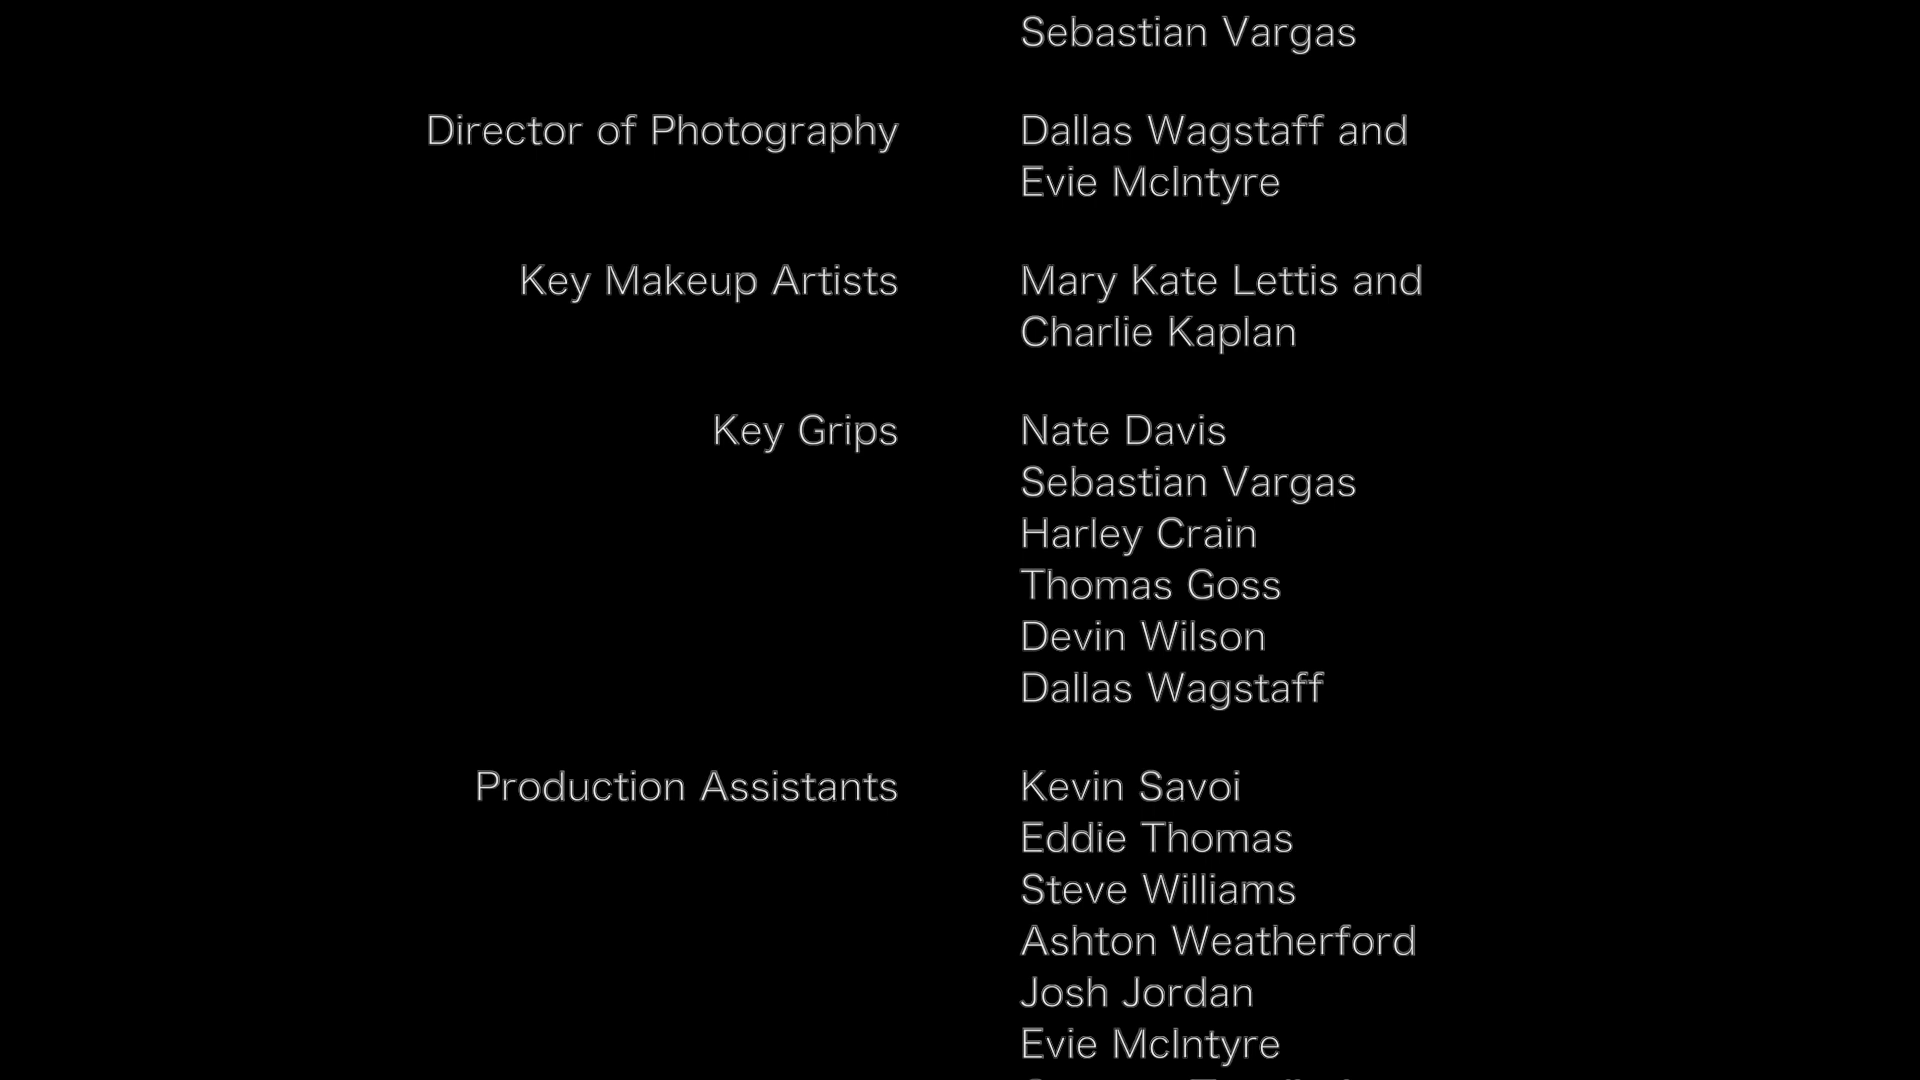 Sebastian Vargas
Director of Photography Dallas Wagstaff and
Evie McIntyre
Key Makeup Artists Mary Kate Lettis and
Charlie Kaplan
Key Grips Nate Davis
Sebastian Vargas
Harley Crain
Thomas Goss
Devin Wilson
Dallas Wagstaff
Production Assistants Kevin Savoi
Eddie Thomas
Steve Williams
Ashton Weatherford
Josh Jordan
Evie McIntyre